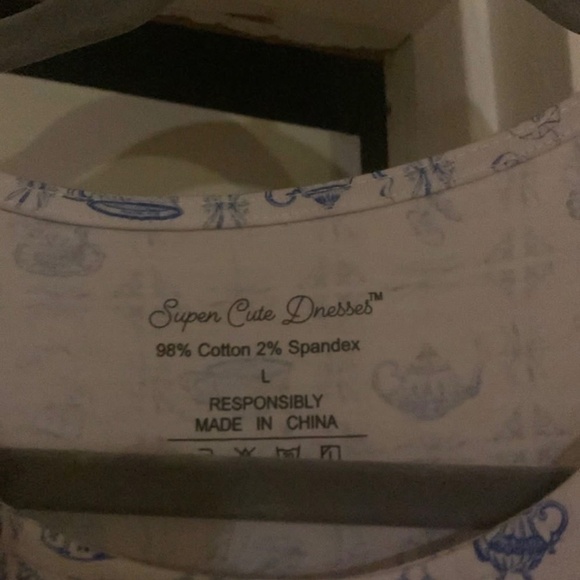 Super Cute Dresses™
98% Cotton 2% Spandex
L
RESPONSIBLY
MADE IN CHINA